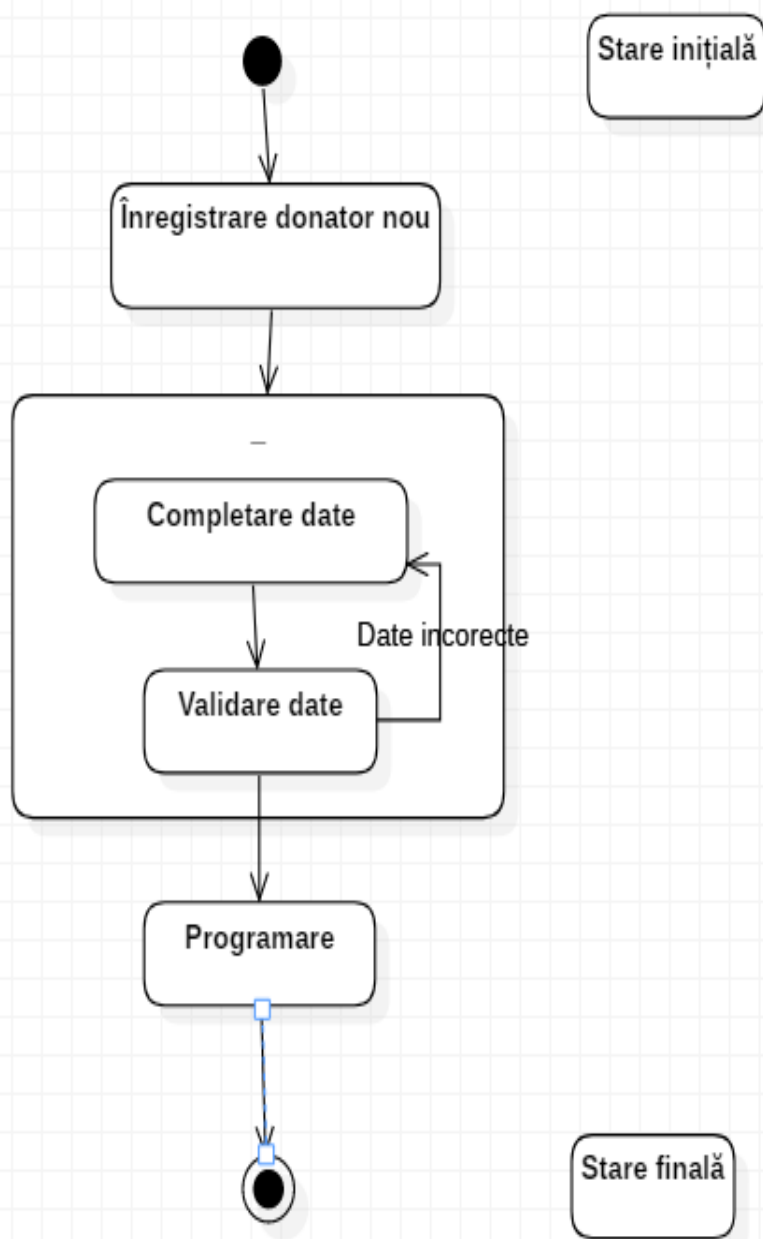 Stare inițială
Înregistrare donator nou
Completare date
Date incorecte
Validare date
Programare
Stare finală